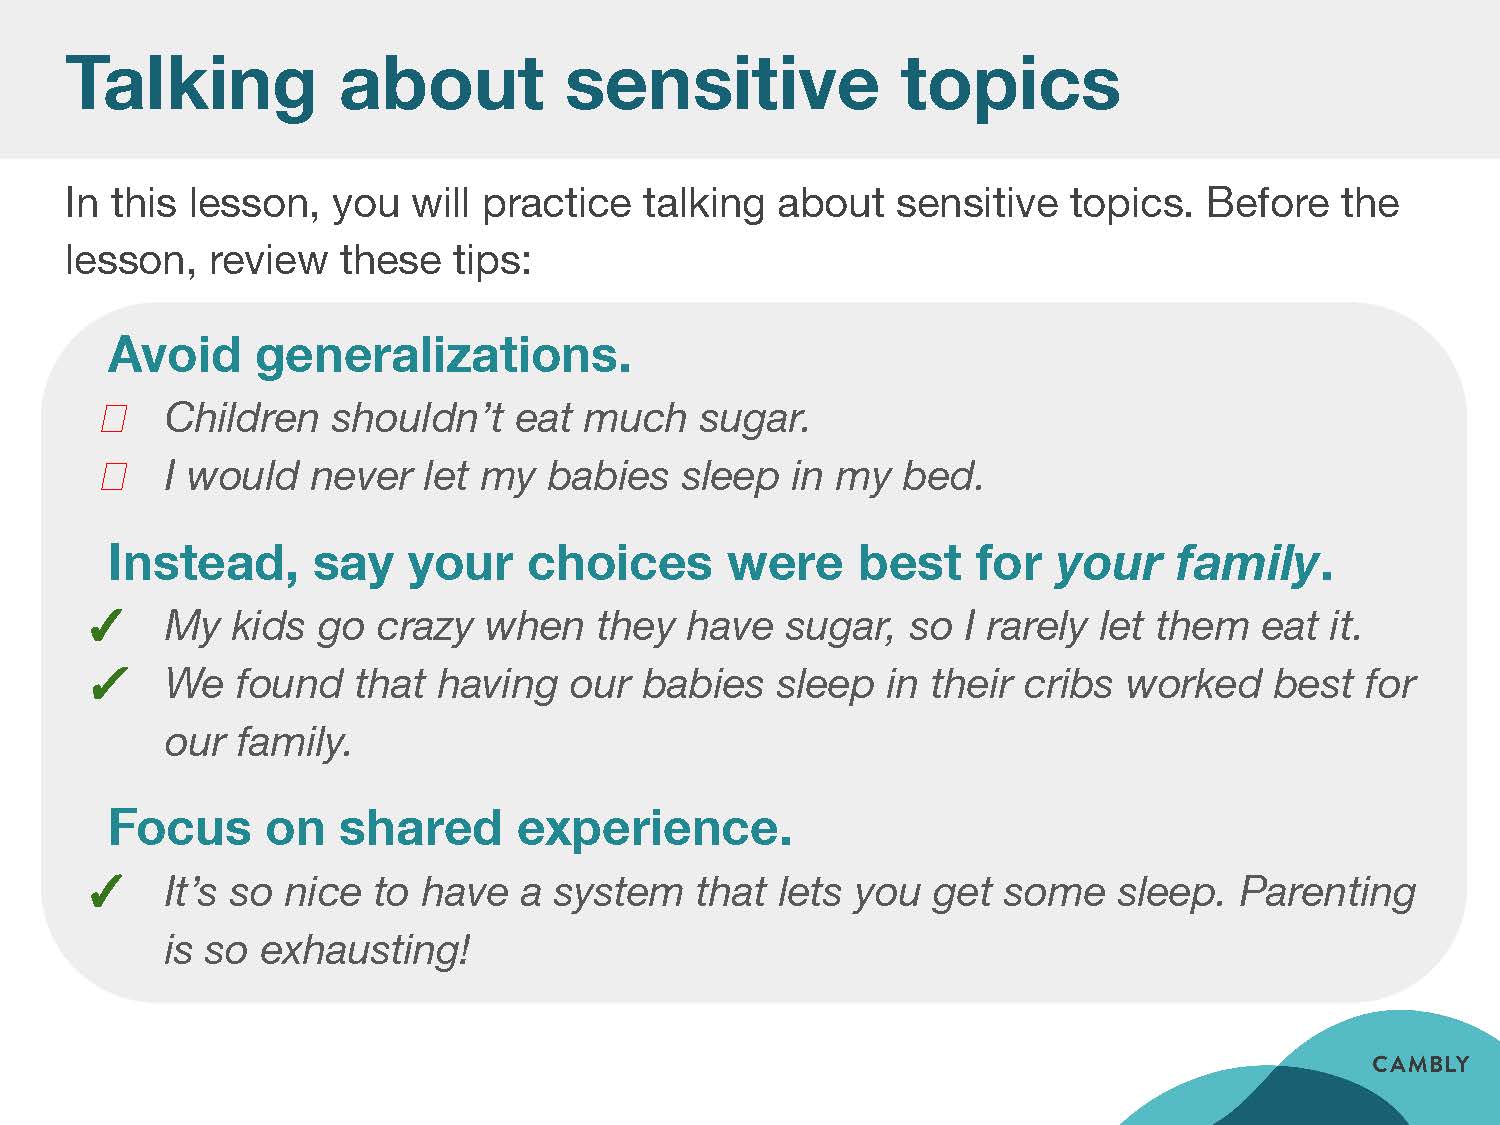 Talking about sensitive topics
In this lesson, you will practice talking about sensitive topics. Before the
lesson, review these tips:
Avoid generalizations.
Children shouldn’t eat much sugar.
I would never let my babies sleep in my bed.
Instead, say your choices were best for your family.
✓ My kids go crazy when they have sugar, so I rarely let them eat it.
✓ We found that having our babies sleep in their cribs worked best for
our family.
Focus on shared experience.
✓ It’s so nice to have a system that lets you get some sleep. Parenting
is so exhausting!
CAMBLY